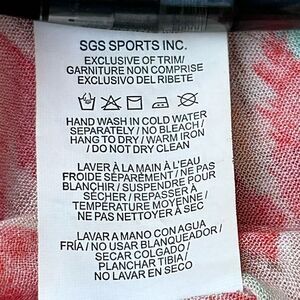 SGS SPORTS INC.
EXCLUSIVE OF TRIM/
GARNITURE NON COMPRISE
EXCLUSIVO DEL RIBETE
HAND WASH IN COLD WATER
SEPARATELY / NO BLEACH /
HANG TO DRY / WARM IRON
/ DO NOT DRY CLEAN
LAVER À LA MAIN À L'EAU
FROIDE SÉPARÉMENT / NE PAS
BLANCHIR / SUSPENDRE POUR
SÉCHER / REPASSER À
TEMPERATURE MOYENNE /
NE PAS NETTOYER À SEC
LAVAR A MANO CON AGUA
FRÍA / NO USAR BLANQUEADOR/
SECAR COLGADO /
PLANCHAR TIBIA /
NO LAVAR EN SECO